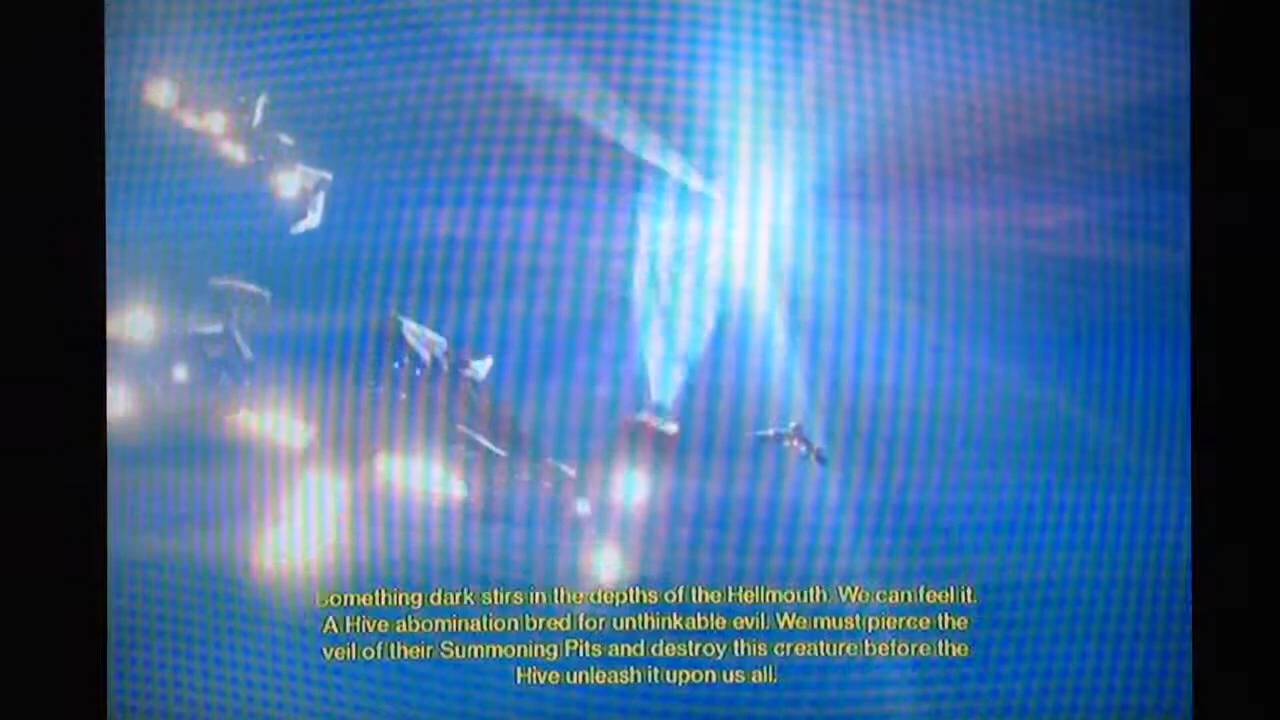 Something dark stirs in the depths of the Hellmouth. We can feel it.
A Hive abomination bred for unthinkable evil. We must pierce the
veil of their Summoning Pits and destroy this creature before the
Hive unleash it upon us all.